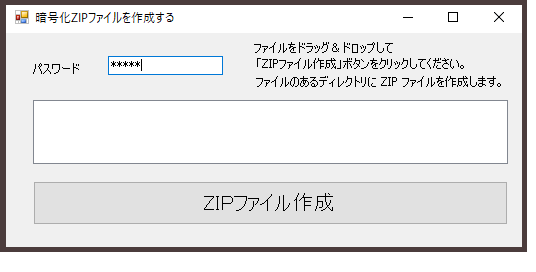 暗号化ZIPファイルを作成する
パスワード
*****
ファイルをドラッグ＆ドロップして
「ZIPファイル作成」ボタンをクリックしてください。
ファイルのあるディレクトリに ZIP ファイルを作成します。
ZIPファイル作成